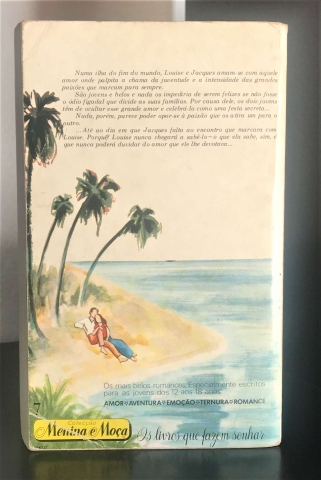 Numa ilha do fim do mundo, Louise e Jacques amam-se com aquele
amor onde palpita a chama da juventude e a intensidade das grandes
paixões que marcam para sempre.
São jovens e belos e nada os impediria de serem felizes se não fosse
o ódio figadal que divide as suas famílias. Por causa dele, os dois jovens
têm de ocultar esse grande amor e celebrá-lo como uma festa secreta...
Nada, porém, parece poder opor-se à paixão que os atira um para o
outro.
...Até ao dia em que Jacques falta ao encontro que marcara com
Louise. Porquê? Louise nunca chegará a sabê-lo — o que ela sabe, sim, é
que nunca poderá duvidar do amor que ele lhe devotara...
Os mais belos romances. Especialmente escritos
para as jovens dos 12 aos 18 anos.
AMOR AVENTURA EMOÇÃO TERNURA ROMANCE
7
Colecção
Menina e Moça
Os livros que fazem sonhar